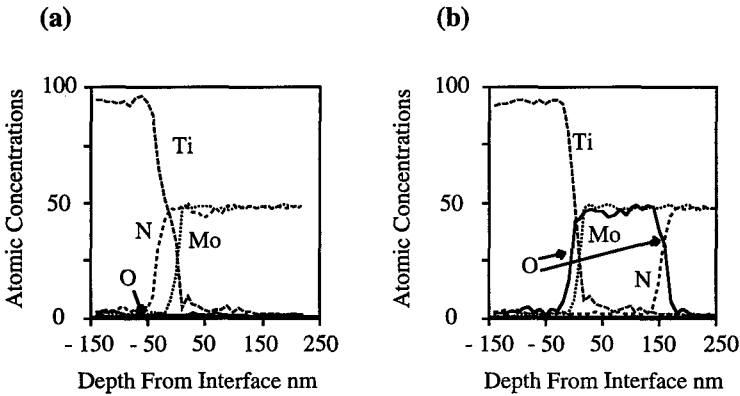 (a)
(b)
Atomic Concentrations
100
50
0
Ti
N
Mo
O
- 150 -50 50 150 250
Depth From Interface nm
Atomic Concentrations
100
50
0
Ti
Mo
O
N
- 150 -50 50 150 250
Depth From Interface nm